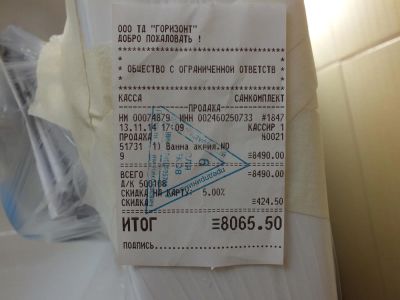 ООО ТД "ГОРИЗОНТ"
ДОБРО ПОЖАЛОВАТЬ !
* ОБЩЕСТВО С ОГРАНИЧЕННОЙ ОТВЕТСТВ *
КАССА САНКОМПЛЕКТ
ПРОДАЖА
НМ 00074879 ИНН 002460250733 #1847
13.11.14 17:09 КАССИР 1
ПРОДАЖА №0021
51731 1) Ванна акрил.ND
9 ≡8490.00
ВСЕГО ≡8490.00
Д/К 500108
СКИДКА НА КАРТУ: 5.00%
СКИДКА ≡424.50
ИТОГ ≡8065.50
ПОДПИСЬ